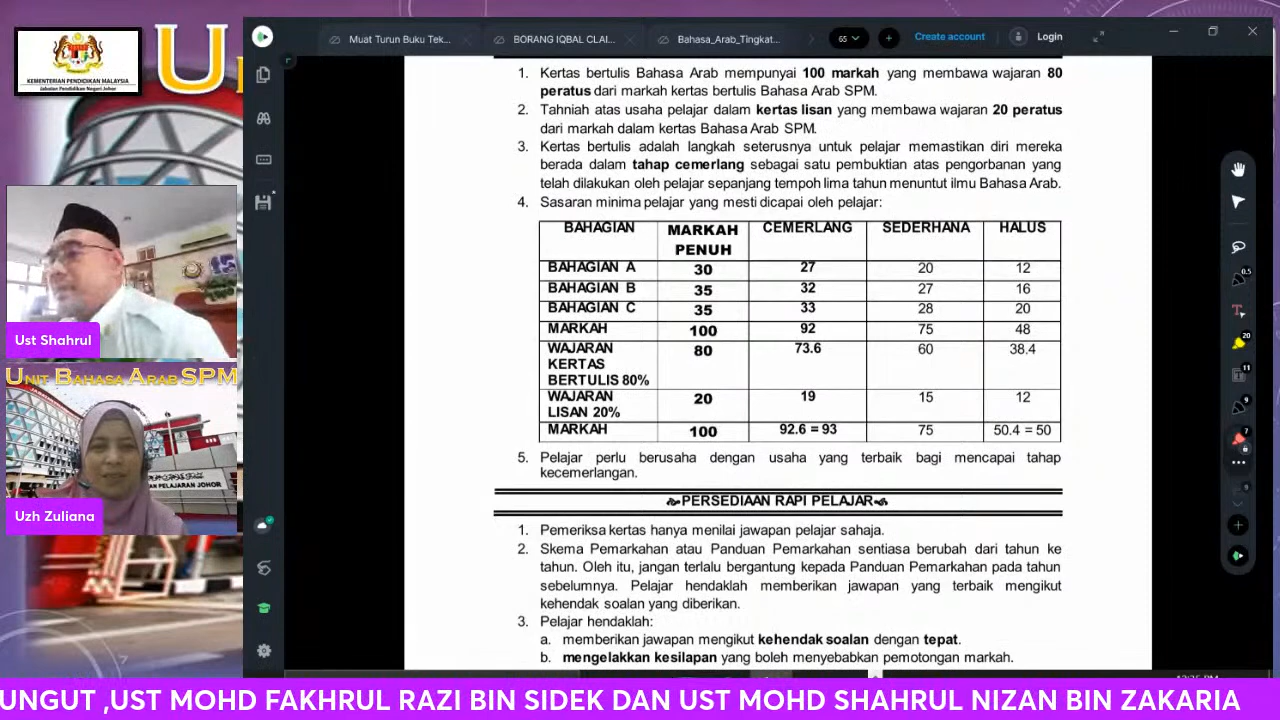 KEMENTERIAN PENDIDIKAN MALAYSIA
Jabatan Pendidikan Negeri Johor
U
Muat Turun Buku Tek...
BORANG IQBAL CLAI...
Bahasa_Arab_Tingkat...
65
Create account
Login
1. Kertas bertulis Bahasa Arab mempunyai 100 markah yang membawa wajaran 80
peratus dari markah kertas bertulis Bahasa Arab SPM.
2. Tahniah atas usaha pelajar dalam kertas lisan yang membawa wajaran 20 peratus
dari markah dalam kertas Bahasa Arab SPM.
3. Kertas bertulis adalah langkah seterusnya untuk pelajar memastikan diri mereka
berada dalam tahap cemerlang sebagai satu pembuktian atas pengorbanan yang
telah dilakukan oleh pelajar sepanjang tempoh lima tahun menuntut ilmu Bahasa Arab.
4. Sasaran minima pelajar yang mesti dicapai oleh pelajar:
BAHAGIAN MARKAH PENUH CEMERLANG SEDERHANA HALUS
BAHAGIAN A 30 27 20 12
BAHAGIAN B 35 32 27 16
BAHAGIAN C 35 33 28 20
MARKAH 100 92 75 48
WAJARAN KERTAS BERTULIS 80% 80 73.6 60 38.4
WAJARAN LISAN 20% 20 19 15 12
MARKAH 100 92.6 = 93 75 50.4 = 50
5. Pelajar perlu berusaha dengan usaha yang terbaik bagi mencapai tahap
kecemerlangan.
PERSEDIAAN RAPI PELAJAR
1. Pemeriksa kertas hanya menilai jawapan pelajar sahaja.
2. Skema Pemarkahan atau Panduan Pemarkahan sentiasa berubah dari tahun ke
tahun. Oleh itu, jangan terlalu bergantung kepada Panduan Pemarkahan pada tahun
sebelumnya. Pelajar hendaklah memberikan jawapan yang terbaik mengikut
kehendak soalan yang diberikan.
3. Pelajar hendaklah:
a. memberikan jawapan mengikut kehendak soalan dengan tepat.
b. mengelakkan kesilapan yang boleh menyebabkan pemotongan markah.
0.5
20
11
9
7
Ust Shahrul
UNIT BAHASA ARAB SPM
PELAJARAN JOHOR
Uzh Zuliana
UNGUT ,UST MOHD FAKHRUL RAZI BIN SIDEK DAN UST MOHD SHAHRUL NIZAN BIN ZAKARIA